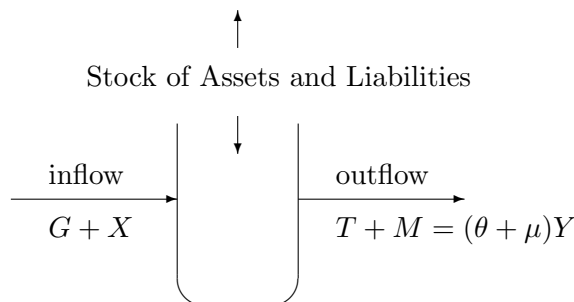 Stock of Assets and Liabilities
inflow
G + X
outflow
T + M = (θ + μ)Y